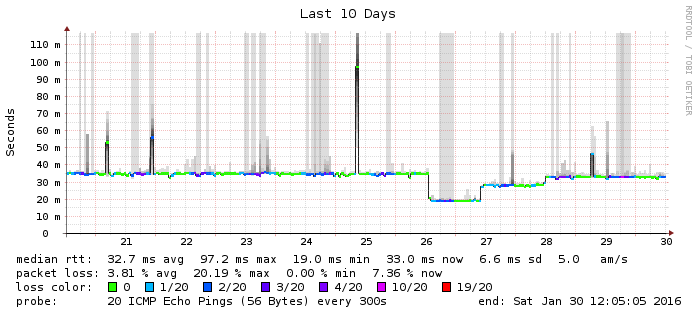 Last 10 Days
RRDTOOL / TOBI OETIKER
Seconds
110 m
100 m
90 m
80 m
70 m
60 m
50 m
40 m
30 m
20 m
10 m
0
21 22 23 24 25 26 27 28 29 30
median rtt: 32.7 ms avg 97.2 ms max 19.0 ms min 33.0 ms now 6.6 ms sd 5.0 am/s
packet loss: 3.81 % avg 20.19 % max 0.00 % min 7.36 % now
loss color: 0 1/20 2/20 3/20 4/20 10/20 19/20
probe: 20 ICMP Echo Pings (56 Bytes) every 300s end: Sat Jan 30 12:05:05 2016